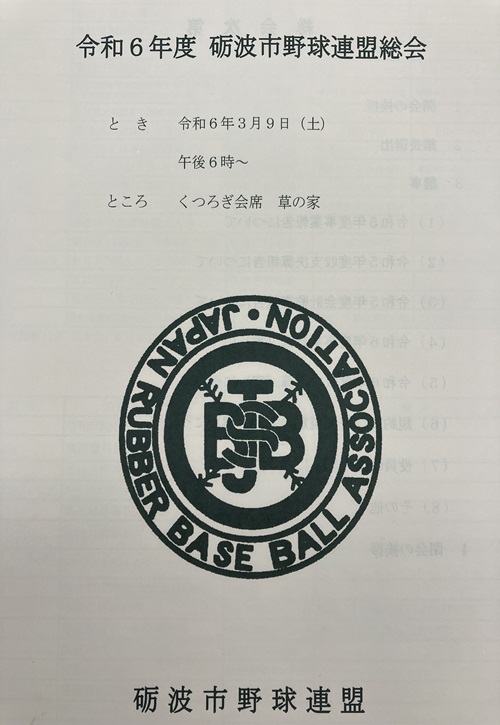 令和6年度 砺波市野球連盟総会
とき 令和6年3月9日(土)
午後6時~
ところ くつろぎ会席 草の家
JAPAN RUBBER BASE BALL ASSOCIATION・
JBB
砺波市野球連盟